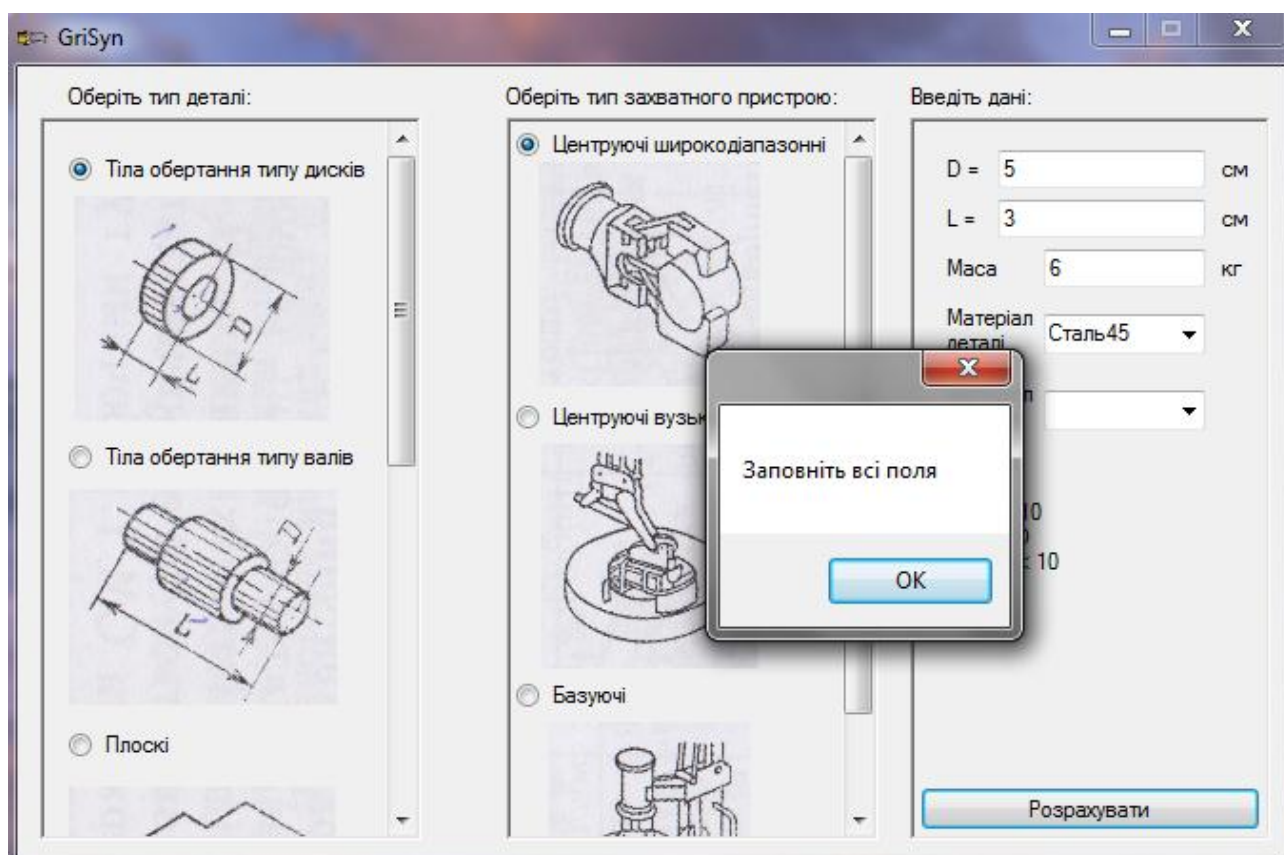 GriSyn
Оберіть тип деталі:
Тіла обертання типу дисків
D
L
Тіла обертання типу валів
D
L
Плоскі
Оберіть тип захватного пристрою:
Центруючі широкодіапазонні
Центруючі
Базуючі
Введіть дані:
D = 5 см
L = 3 см
Маса 6 кг
Матеріал
деталі Сталь45
10
10
Заповніть всі поля
OK
Розрахувати